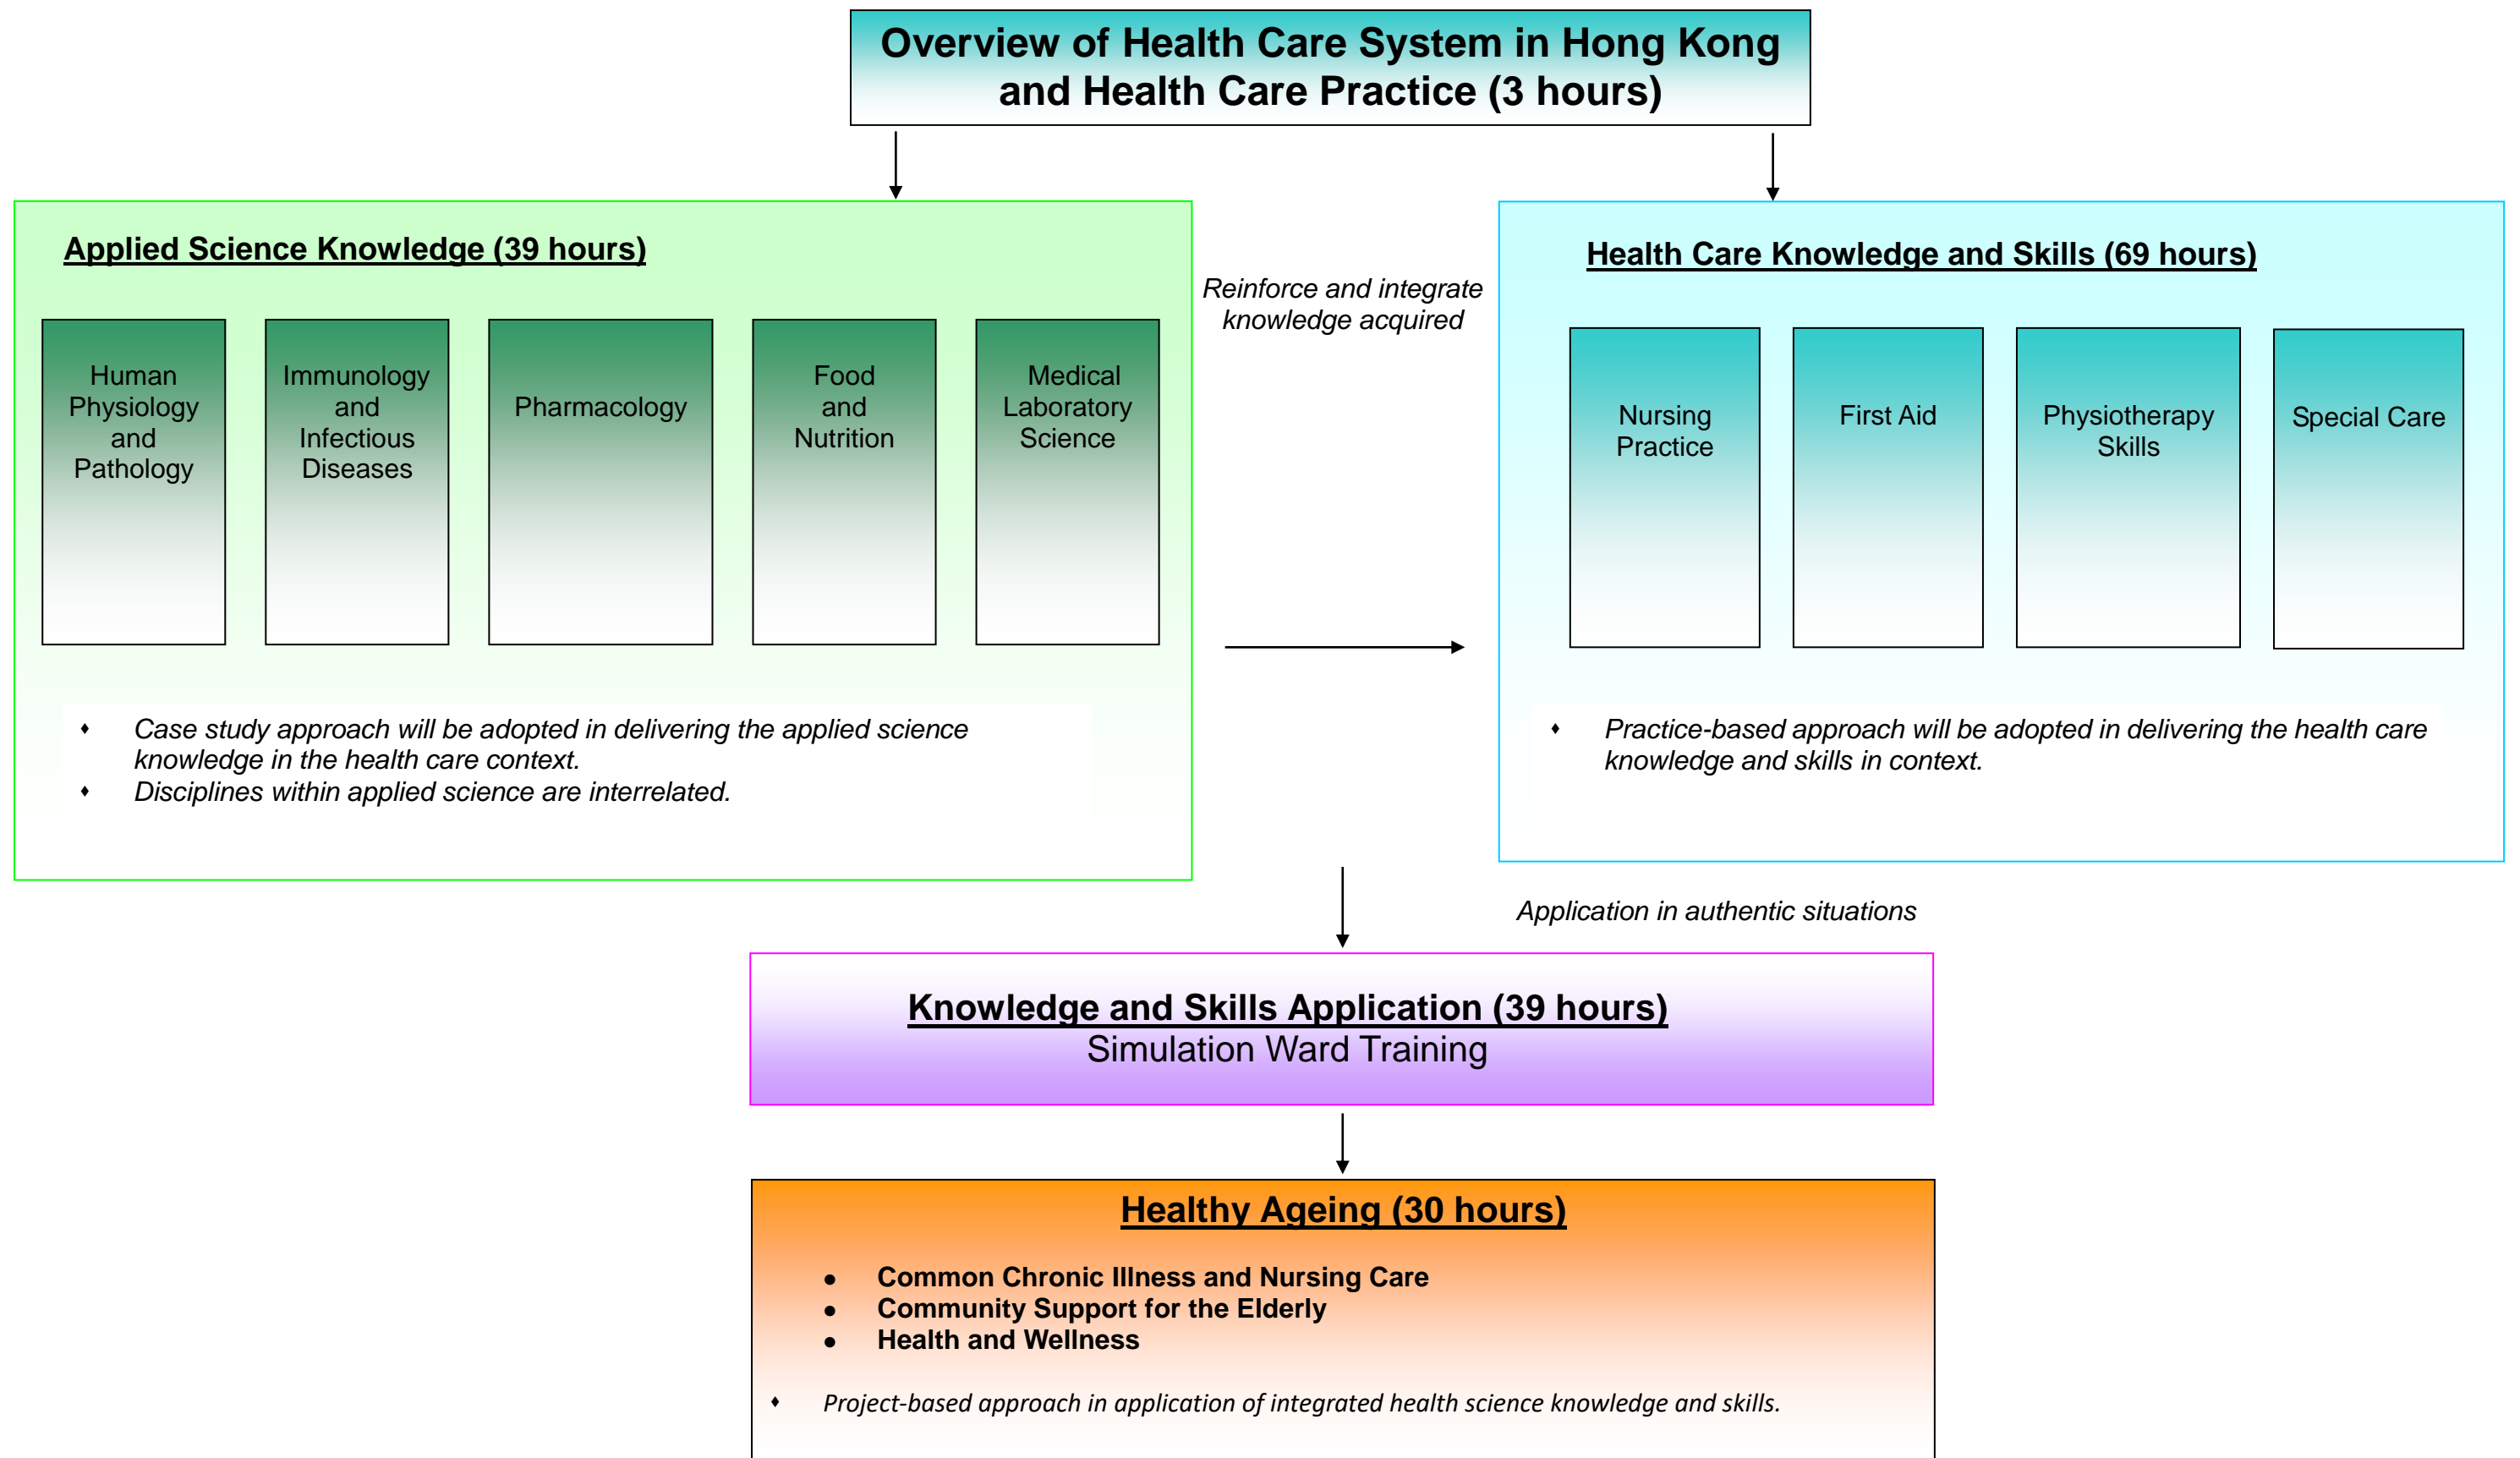 Overview of Health Care System in Hong Kong
and Health Care Practice (3 hours)
Applied Science Knowledge (39 hours)
Human
Physiology
and
Pathology
Immunology
and
Infectious
Diseases
Pharmacology
Food
and
Nutrition
Medical
Laboratory
Science
♦ Case study approach will be adopted in delivering the applied science
knowledge in the health care context.
♦ Disciplines within applied science are interrelated.
Reinforce and integrate
knowledge acquired
Health Care Knowledge and Skills (69 hours)
Nursing
Practice
First Aid
Physiotherapy
Skills
Special Care
♦ Practice-based approach will be adopted in delivering the health care
knowledge and skills in context.
Application in authentic situations
Knowledge and Skills Application (39 hours)
Simulation Ward Training
Healthy Ageing (30 hours)
● Common Chronic Illness and Nursing Care
● Community Support for the Elderly
● Health and Wellness
♦ Project-based approach in application of integrated health science knowledge and skills.